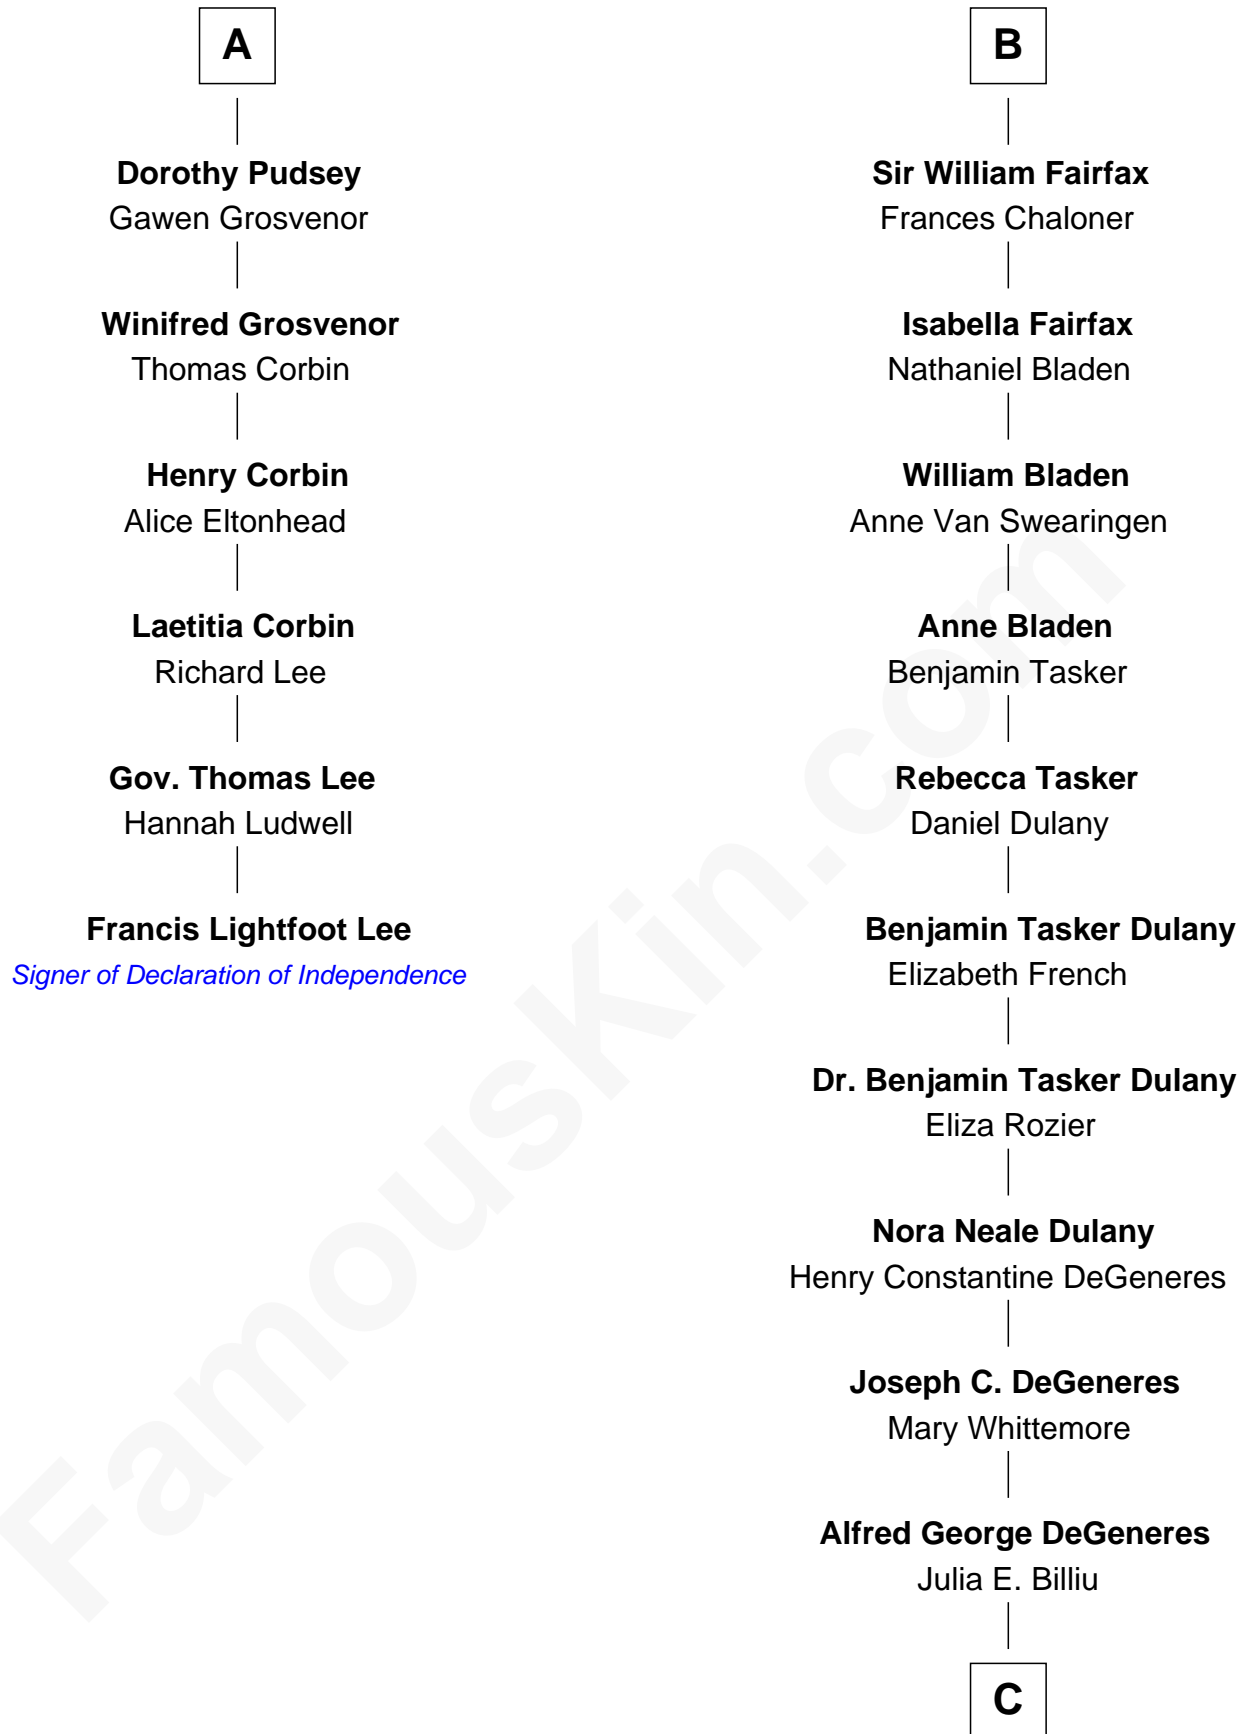 A
Dorothy Pudsey
Gawen Grosvenor
Winifred Grosvenor
Thomas Corbin
Henry Corbin
Alice Eltonhead
Laetitia Corbin
Richard Lee
Gov. Thomas Lee
Hannah Ludwell
Francis Lightfoot Lee
Signer of Declaration of Independence
B
Sir William Fairfax
Frances Chaloner
Isabella Fairfax
Nathaniel Bladen
William Bladen
Anne Van Swearingen
Anne Bladen
Benjamin Tasker
Rebecca Tasker
Daniel Dulany
Benjamin Tasker Dulany
Elizabeth French
Dr. Benjamin Tasker Dulany
Eliza Rozier
Nora Neale Dulany
Henry Constantine DeGeneres
Joseph C. DeGeneres
Mary Whittemore
Alfred George DeGeneres
Julia E. Billiu
C
FamousKin.com